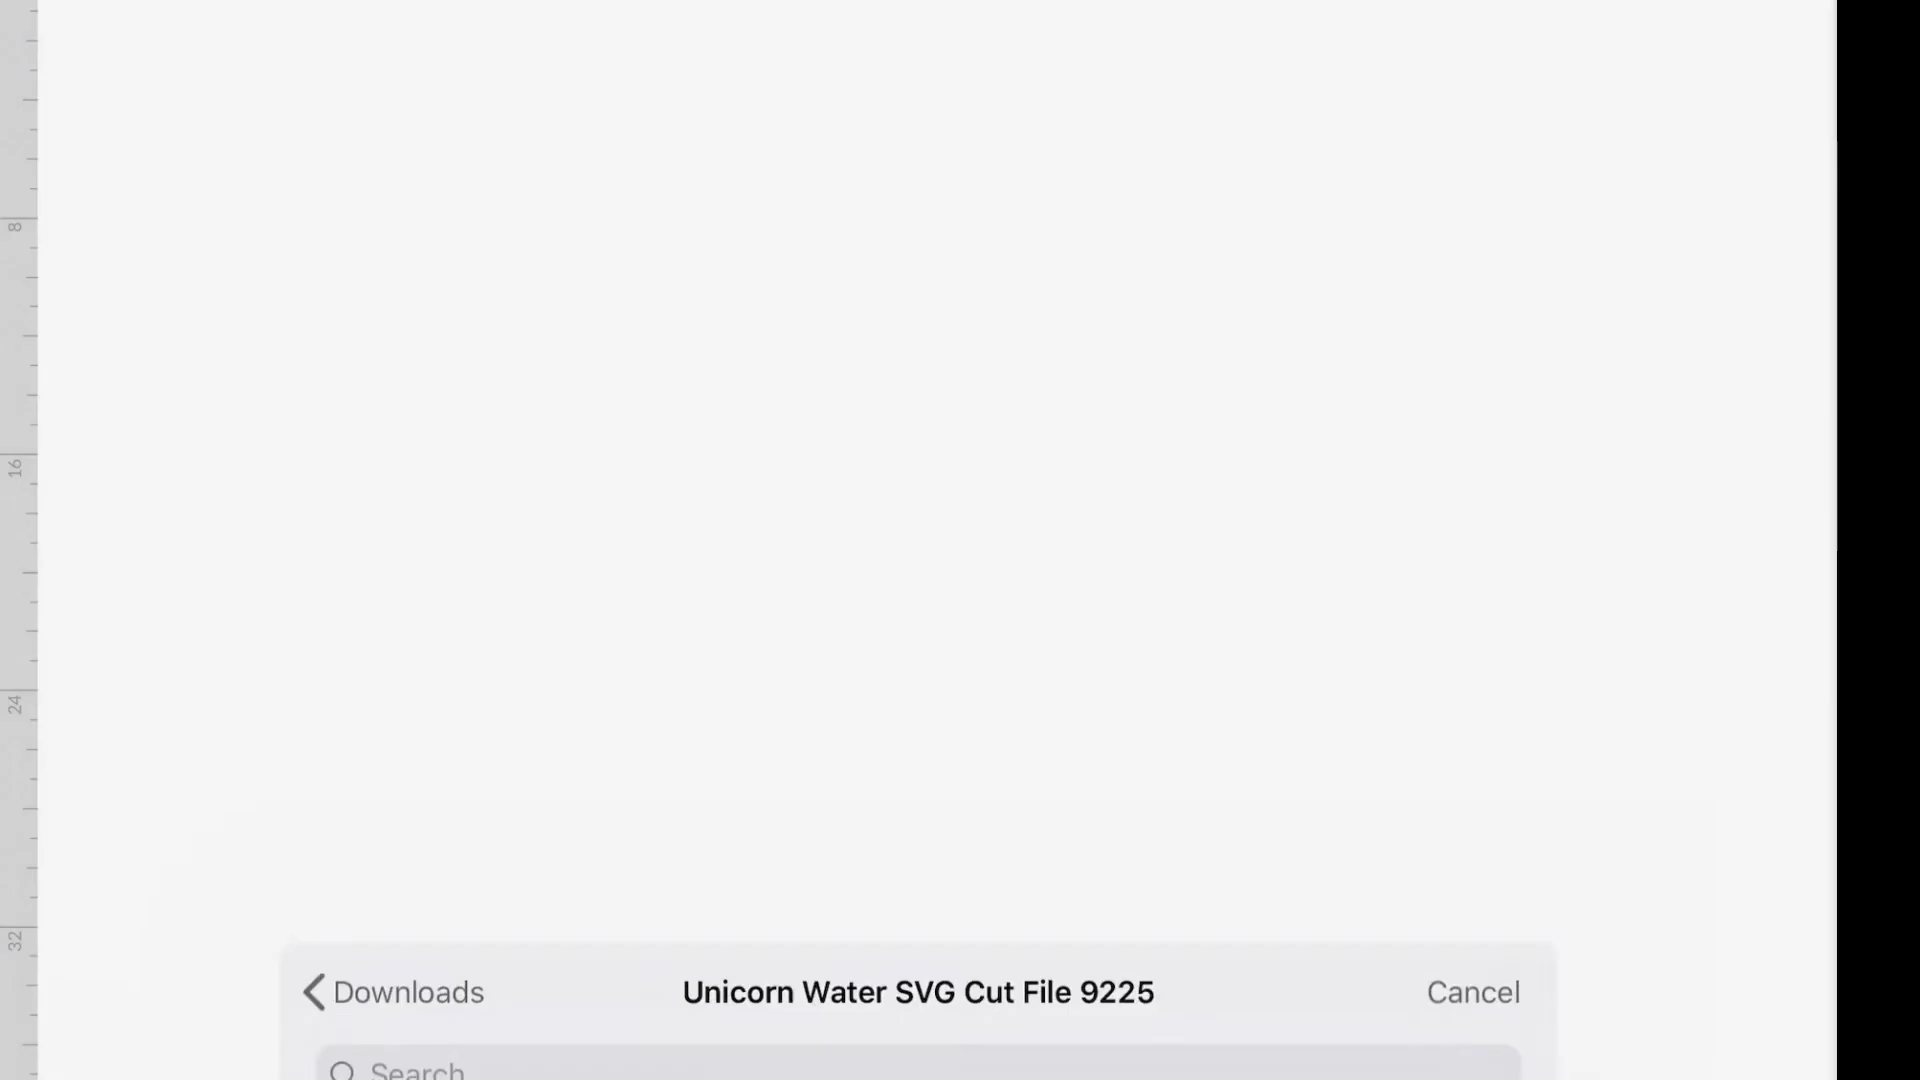 8
16
24
32
Downloads
Unicorn Water SVG Cut File 9225
Cancel
Search